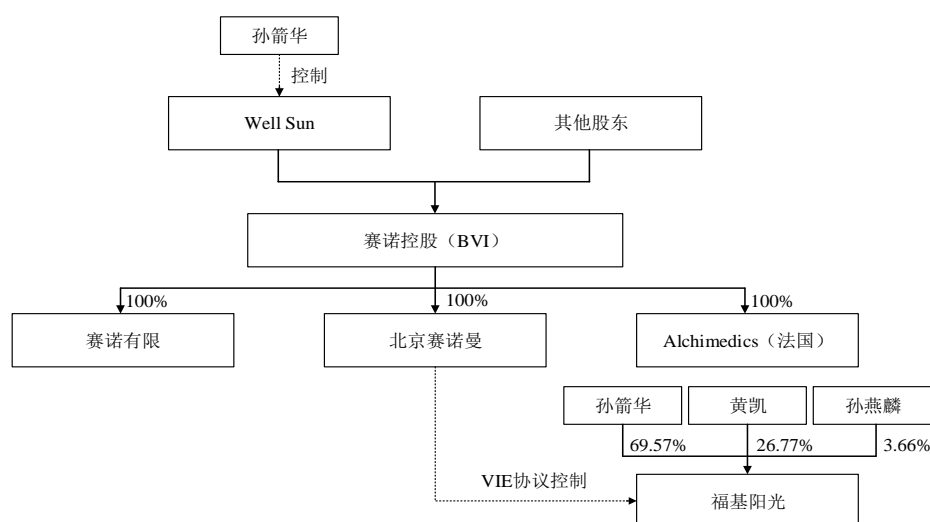 孙箭华
控制
Well Sun
其他股东
赛诺控股（BVI）
100%
100%
100%
赛诺有限
北京赛诺曼
Alchimedics（法国）
孙箭华
黄凯
孙燕麟
69.57%
26.77%
3.66%
VIE协议控制
福基阳光